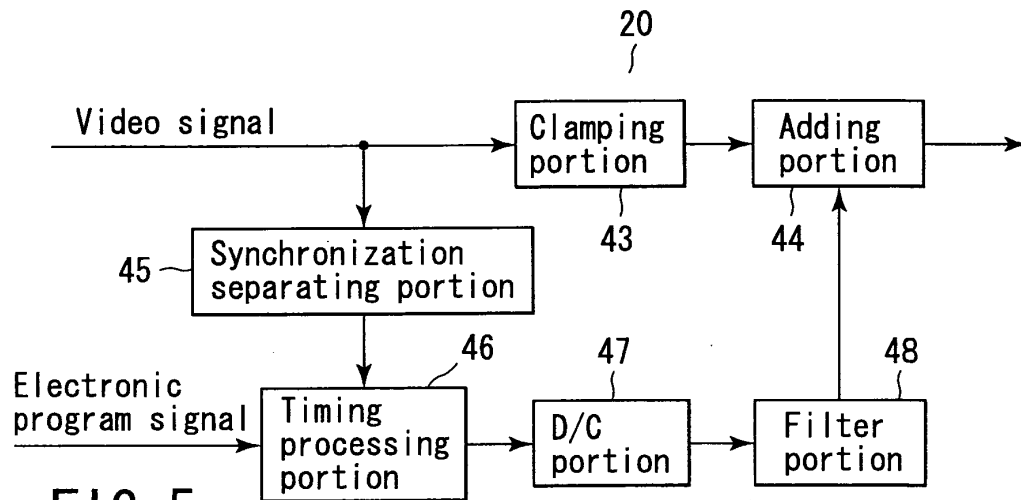 20
Video signal
Clamping
portion
Adding
portion
43
44
45
Synchronization
separating portion
46
47
48
Electronic
program signal
Timing
processing
portion
D/C
portion
Filter
portion